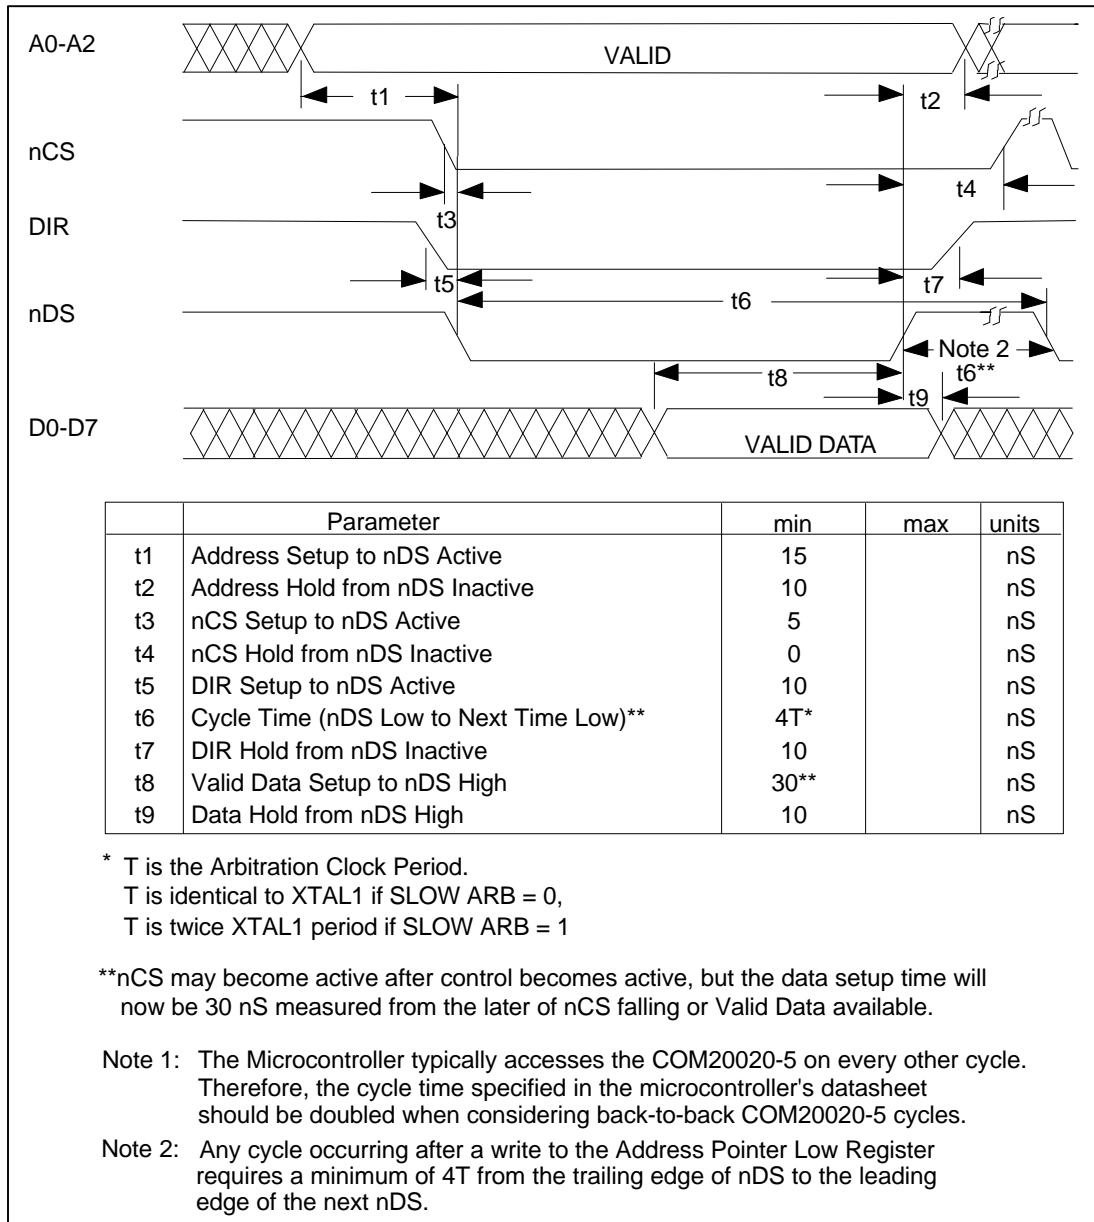 A0-A2
VALID
t1
t2
nCS
t4
t3
DIR
t5
t7
t6
nDS
Note 2
t8
t6**
t9
D0-D7
VALID DATA
Parameter min max units
t1 Address Setup to nDS Active 15 nS
t2 Address Hold from nDS Inactive 10 nS
t3 nCS Setup to nDS Active 5 nS
t4 nCS Hold from nDS Inactive 0 nS
t5 DIR Setup to nDS Active 10 nS
t6 Cycle Time (nDS Low to Next Time Low)** 4T* nS
t7 DIR Hold from nDS Inactive 10 nS
t8 Valid Data Setup to nDS High 30** nS
t9 Data Hold from nDS High 10 nS
* T is the Arbitration Clock Period.
T is identical to XTAL1 if SLOW ARB = 0,
T is twice XTAL1 period if SLOW ARB = 1
**nCS may become active after control becomes active, but the data setup time will
now be 30 nS measured from the later of nCS falling or Valid Data available.
Note 1: The Microcontroller typically accesses the COM20020-5 on every other cycle.
Therefore, the cycle time specified in the microcontroller's datasheet
should be doubled when considering back-to-back COM20020-5 cycles.
Note 2: Any cycle occurring after a write to the Address Pointer Low Register
requires a minimum of 4T from the trailing edge of nDS to the leading
edge of the next nDS.